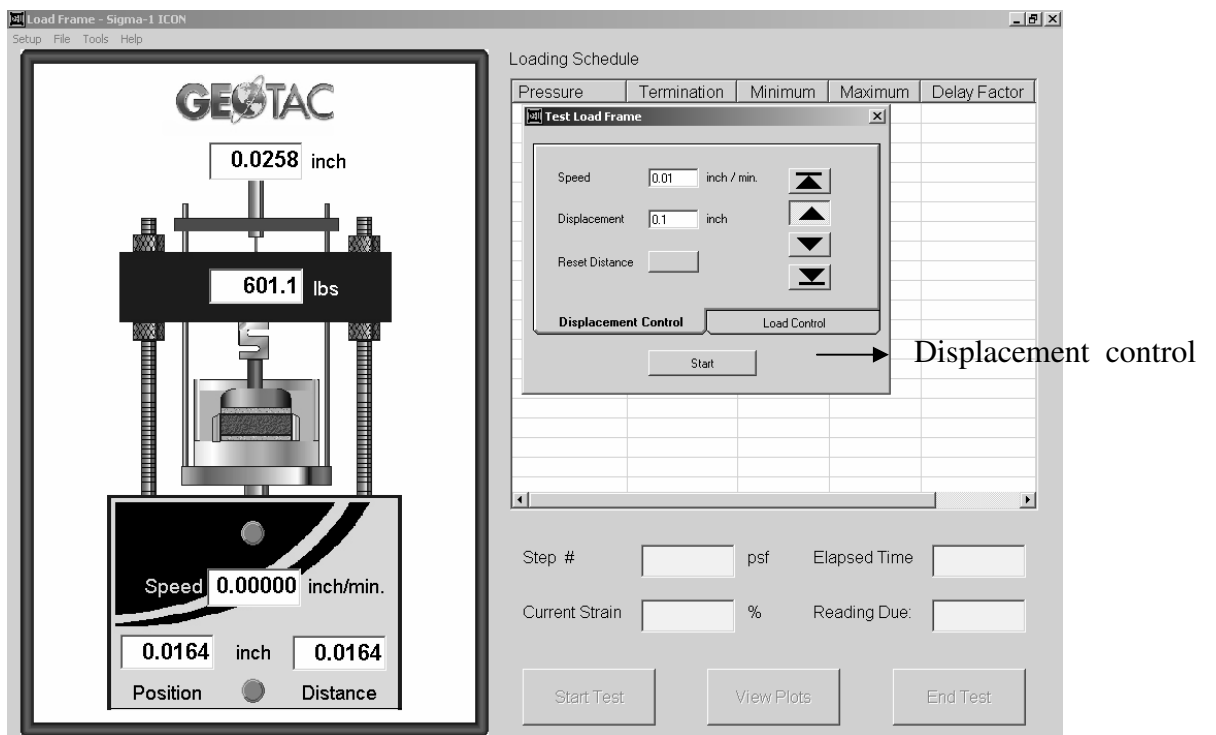 Load Frame - Sigma-1 ICON
Setup File Tools Help
GEOTAC
0.0258 inch
601.1 lbs
Speed 0.00000 inch/min.
0.0164 inch 0.0164
Position Distance
Loading Schedule
Pressure Termination Minimum Maximum Delay Factor
Test Load Frame
Speed 0.01 inch / min.
Displacement 0.1 inch
Reset Distance
Displacement Control Load Control
Start
Displacement control
Step # psf Elapsed Time
Current Strain % Reading Due:
Start Test View Plots End Test